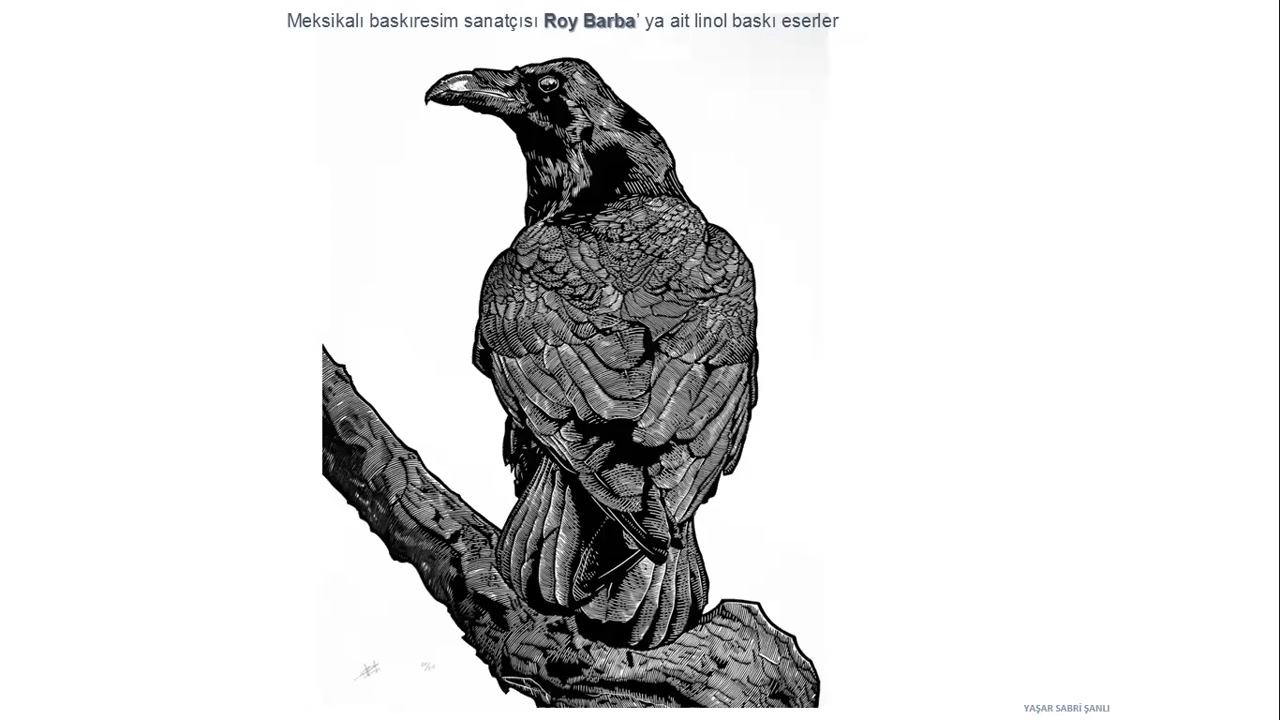 Meksikalı baskıresim sanatçısı Roy Barba’ ya ait linol baskı eserler
YAŞAR SABRİ ŞANLI